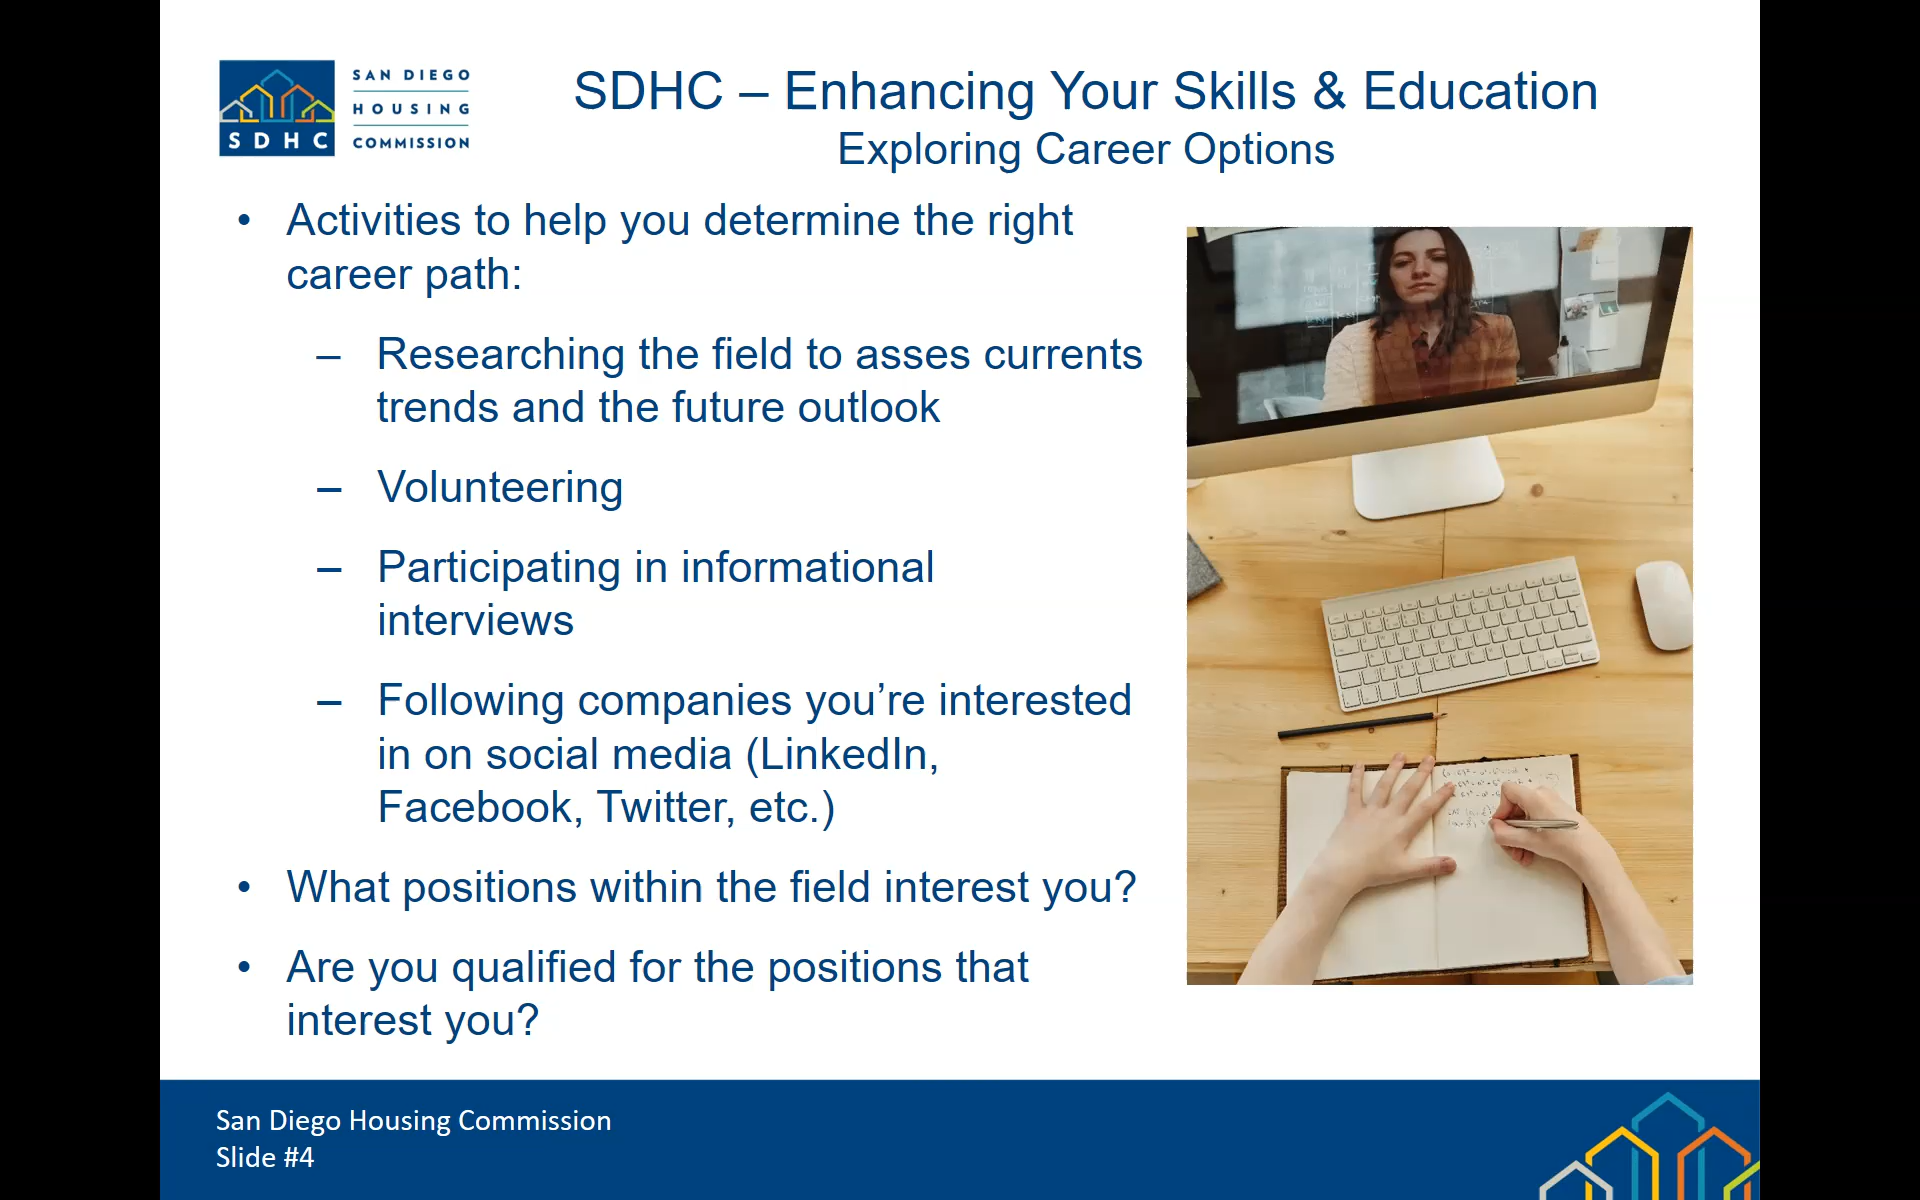 SAN DIEGO
HOUSING
COMMISSION
SDHC
SDHC – Enhancing Your Skills & Education
Exploring Career Options
• Activities to help you determine the right
career path:
– Researching the field to asses currents
trends and the future outlook
– Volunteering
– Participating in informational
interviews
– Following companies you’re interested
in on social media (LinkedIn,
Facebook, Twitter, etc.)
• What positions within the field interest you?
• Are you qualified for the positions that
interest you?
San Diego Housing Commission
Slide #4